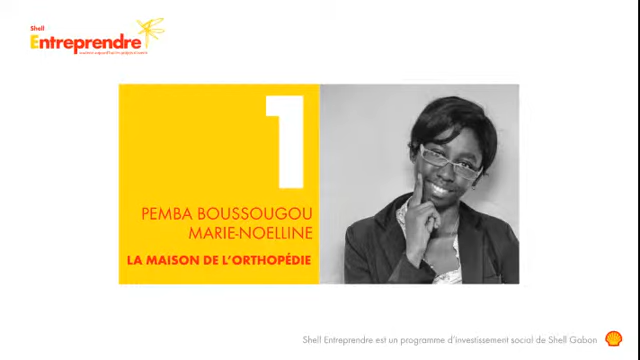 Shell
Entreprendre
1
PEMBA BOUSSOUGOU
MARIE-NOELLINE
LA MAISON DE L'ORTHOPÉDIE
Shell Entreprendre est un programme d'investissement social de Shell Gabon